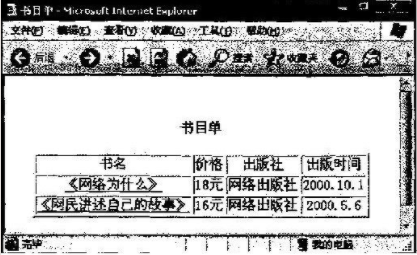 书目单 - Microsoft Internet Explorer
文件(F) 编辑(E) 查看(V) 收藏(A) 工具(T) 帮助(H)
后退 搜索 收藏夹
书目单
书名 价格 出版社 出版时间
《网络为什么》 18元 网络出版社 2000.10.1
《网民讲述自己的故事》 16元 网络出版社 2000.5.6
完毕 我的电脑